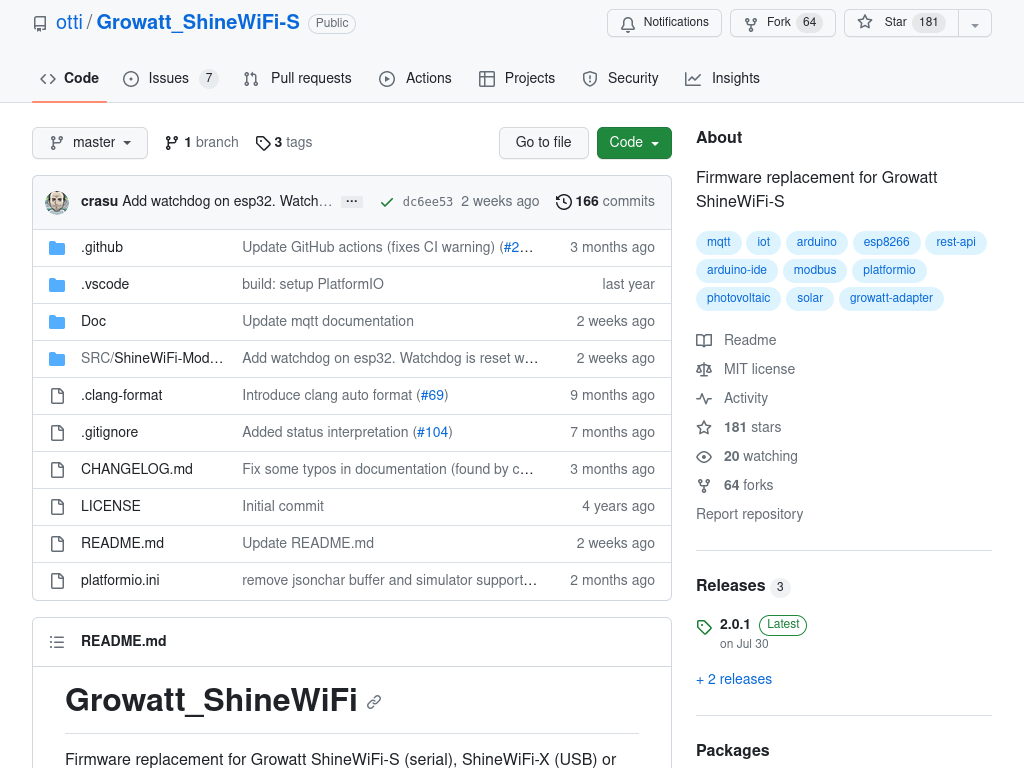 otti / Growatt_ShineWiFi-S Public Notifications Fork 64 Star 181
Code Issues 7 Pull requests Actions Projects Security Insights
master 1 branch 3 tags Go to file Code
crasu Add watchdog on esp32. Watch… ... dc6ee53 2 weeks ago 166 commits
.github Update GitHub actions (fixes CI warning) (#2… 3 months ago
.vscode build: setup PlatformIO last year
Doc Update mqtt documentation 2 weeks ago
SRC/ShineWiFi-Mod… Add watchdog on esp32. Watchdog is reset w… 2 weeks ago
.clang-format Introduce clang auto format (#69) 9 months ago
.gitignore Added status interpretation (#104) 7 months ago
CHANGELOG.md Fix some typos in documentation (found by c… 3 months ago
LICENSE Initial commit 4 years ago
README.md Update README.md 2 weeks ago
platformio.ini remove jsonchar buffer and simulator support… 2 months ago
README.md
Growatt_ShineWiFi
Firmware replacement for Growatt ShineWiFi-S (serial), ShineWiFi-X (USB) or
About
Firmware replacement for Growatt
ShineWiFi-S
mqtt iot arduino esp8266 rest-api
arduino-ide modbus platformio
photovoltaic solar growatt-adapter
Readme
MIT license
Activity
181 stars
20 watching
64 forks
Report repository
Releases 3
2.0.1 Latest
on Jul 30
+ 2 releases
Packages